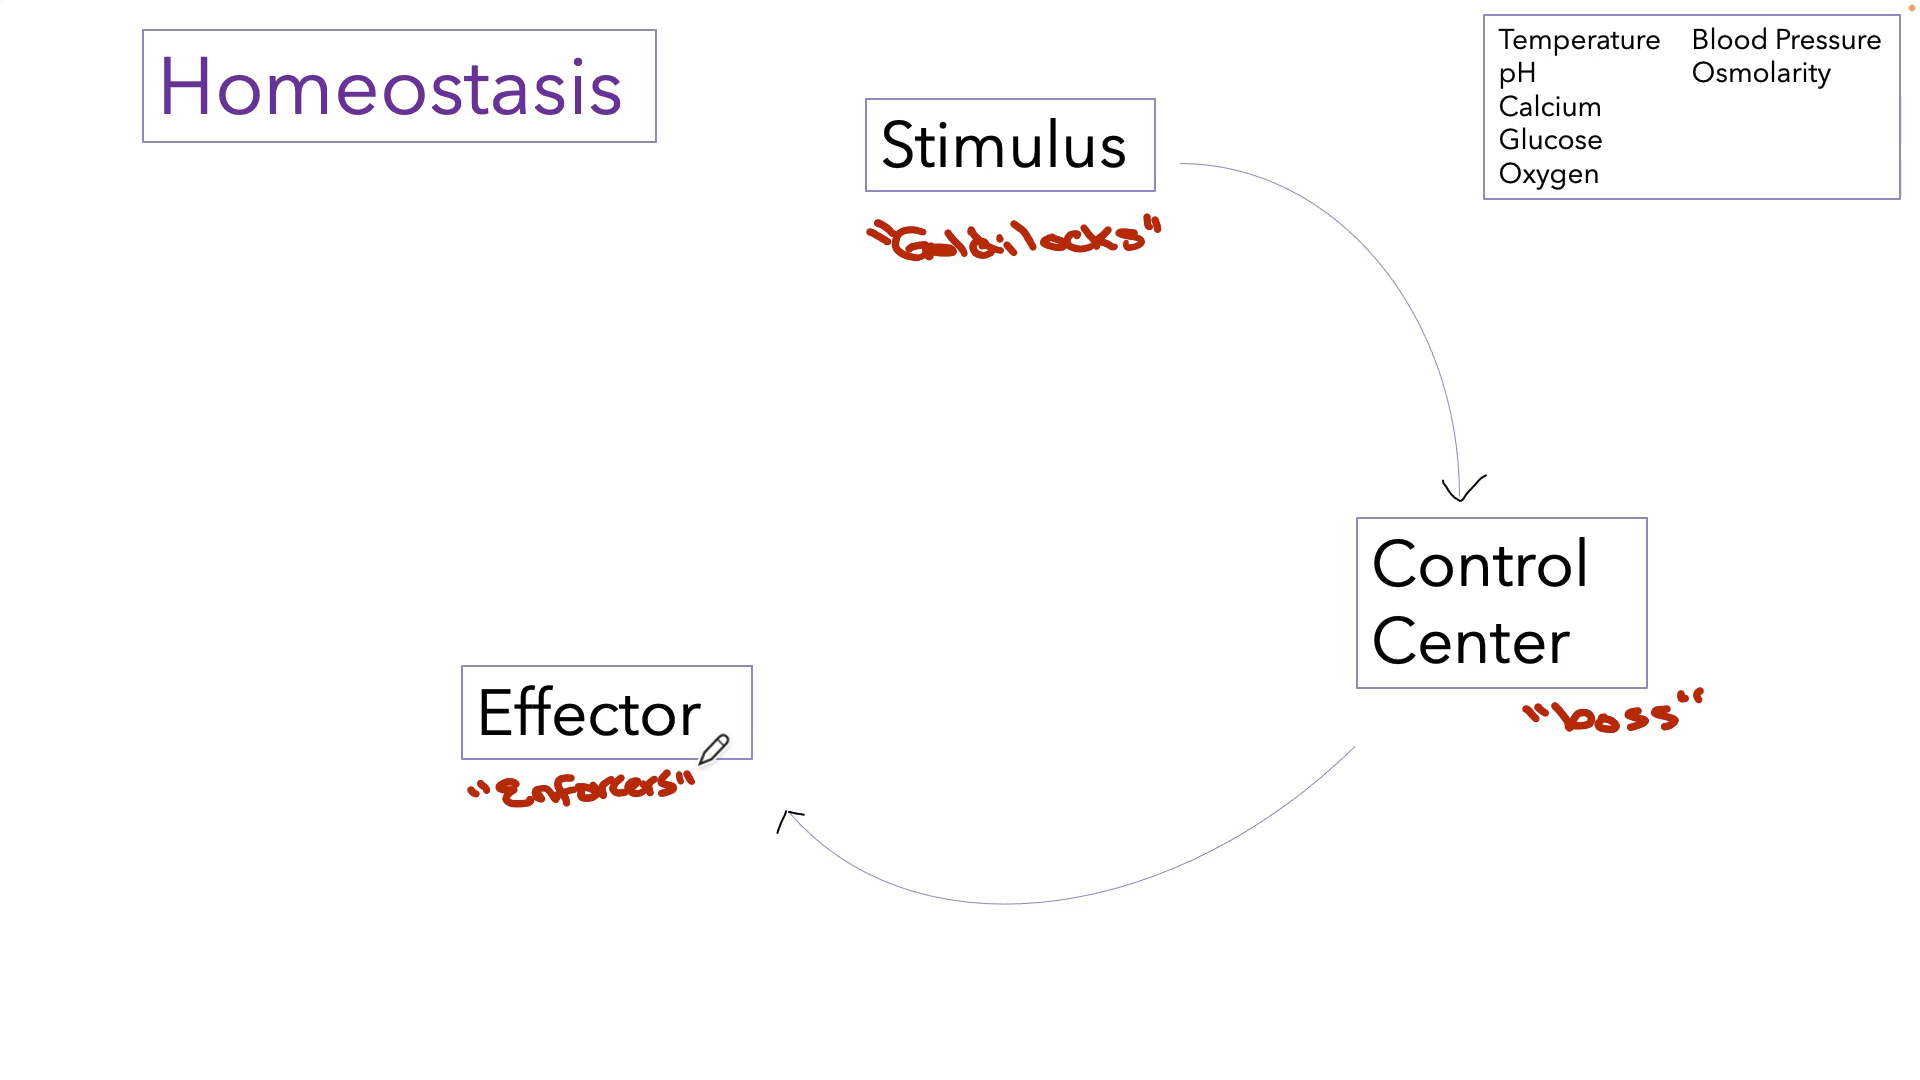 Homeostasis
Stimulus
"Goldilocks"
Temperature
pH
Calcium
Glucose
Oxygen
Blood Pressure
Osmolarity
Control
Center
"boss"
Effector
"Enforcers"